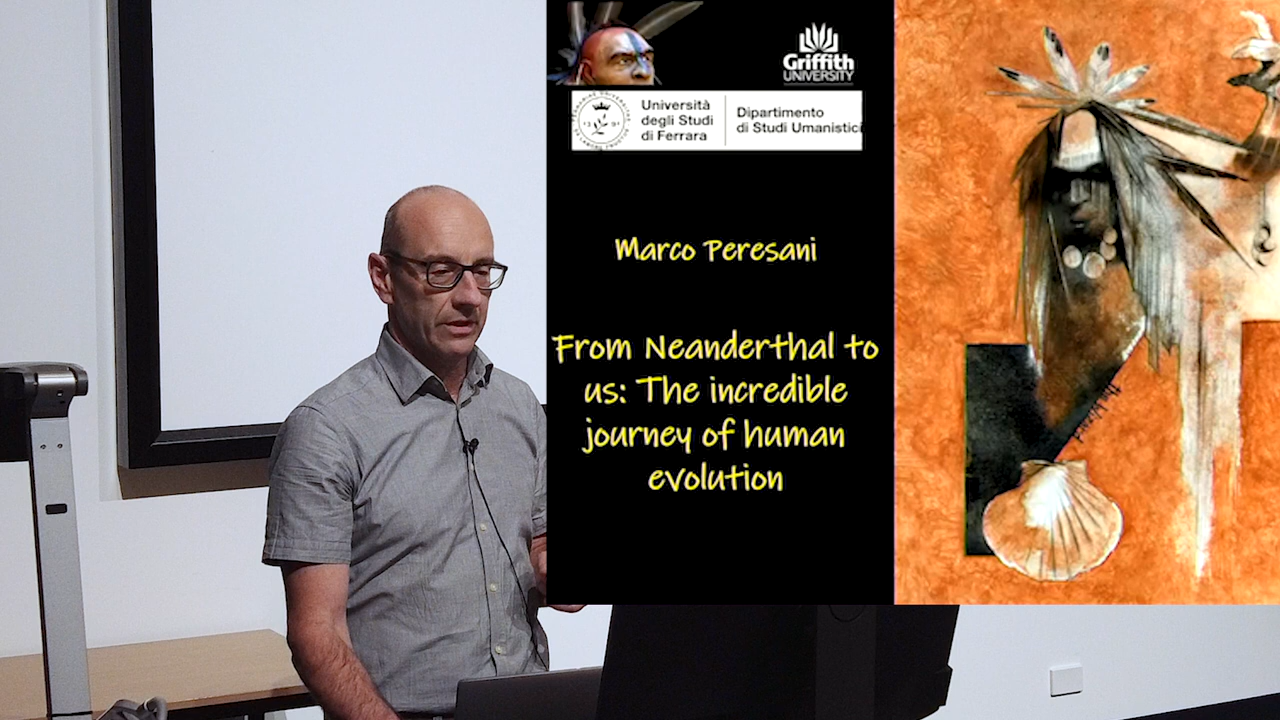 Griffith
UNIVERSITY
Università
degli Studi
di Ferrara
Dipartimento
di Studi Umanistici
Marco Peresani
From Neanderthal to
us: The incredible
journey of human
evolution